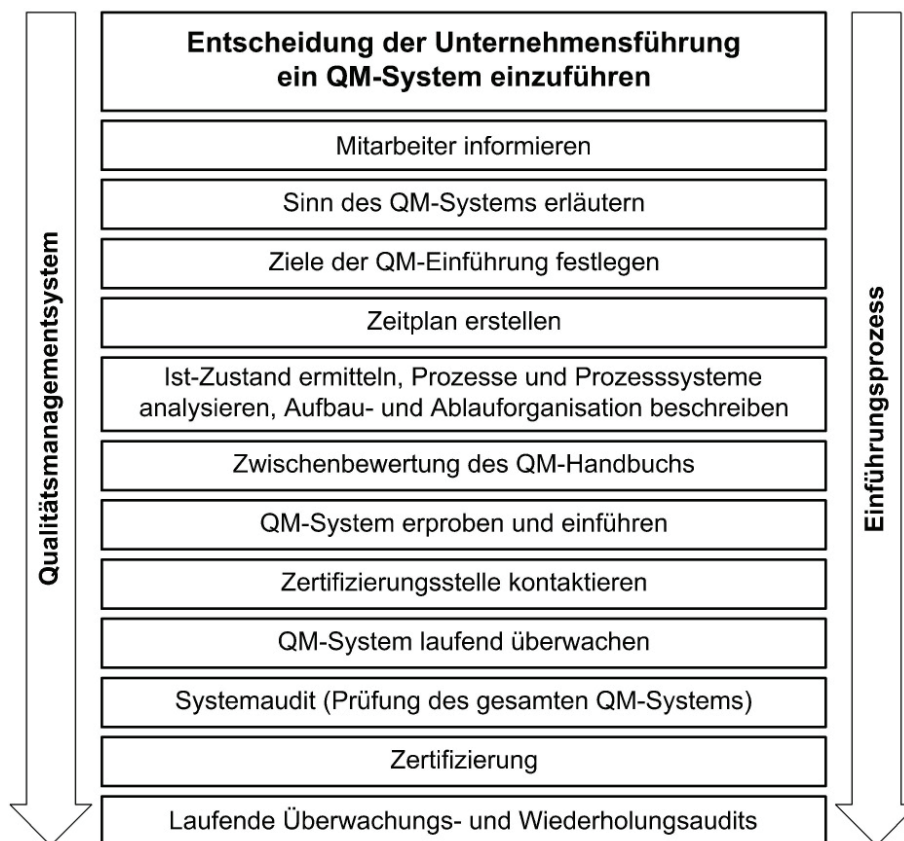 Entscheidung der Unternehmensführung
ein QM-System einzuführen
Mitarbeiter informieren
Sinn des QM-Systems erläutern
Ziele der QM-Einführung festlegen
Zeitplan erstellen
Ist-Zustand ermitteln, Prozesse und Prozesssysteme
analysieren, Aufbau- und Ablauforganisation beschreiben
Zwischenbewertung des QM-Handbuchs
QM-System erproben und einführen
Zertifizierungsstelle kontaktieren
QM-System laufend überwachen
Systemaudit (Prüfung des gesamten QM-Systems)
Zertifizierung
Laufende Überwachungs- und Wiederholungsaudits
Qualitätsmanagementsystem
Einführungsprozess